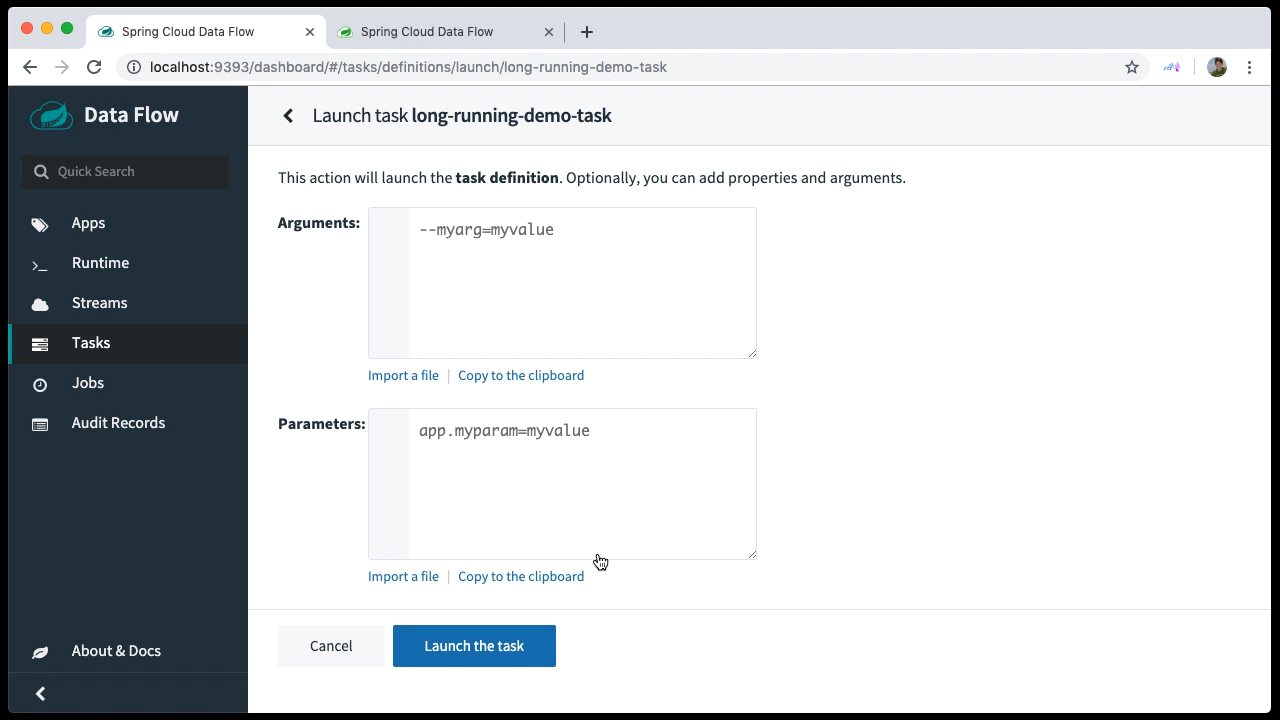 Spring Cloud Data Flow
Spring Cloud Data Flow
localhost:9393/dashboard/#/tasks/definitions/launch/long-running-demo-task
Data Flow
Launch task long-running-demo-task
Quick Search
This action will launch the task definition. Optionally, you can add properties and arguments.
Apps
Runtime
Streams
Tasks
Jobs
Audit Records
About & Docs
Arguments:
--myarg=myvalue
Import a file | Copy to the clipboard
Parameters:
app.myparam=myvalue
Import a file | Copy to the clipboard
Cancel
Launch the task